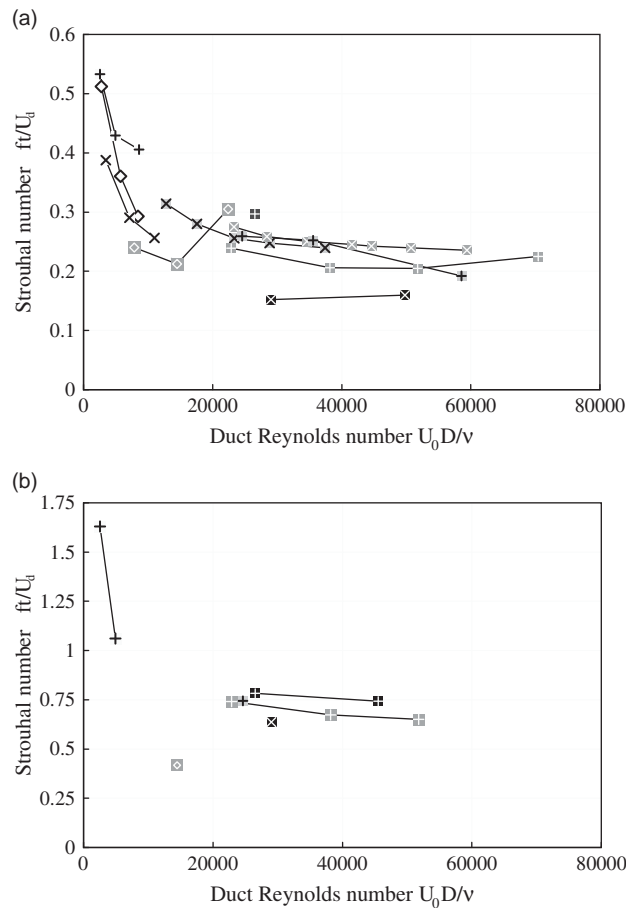 (a)
0.6
0.5
0.4
0.3
0.2
0.1
0
Strouhal number ft/U_d
0 20000 40000 60000 80000
Duct Reynolds number U_0D/ν
(b)
1.75
1.5
1.25
1
0.75
0.5
0.25
0
Strouhal number ft/U_d
0 20000 40000 60000 80000
Duct Reynolds number U_0D/ν